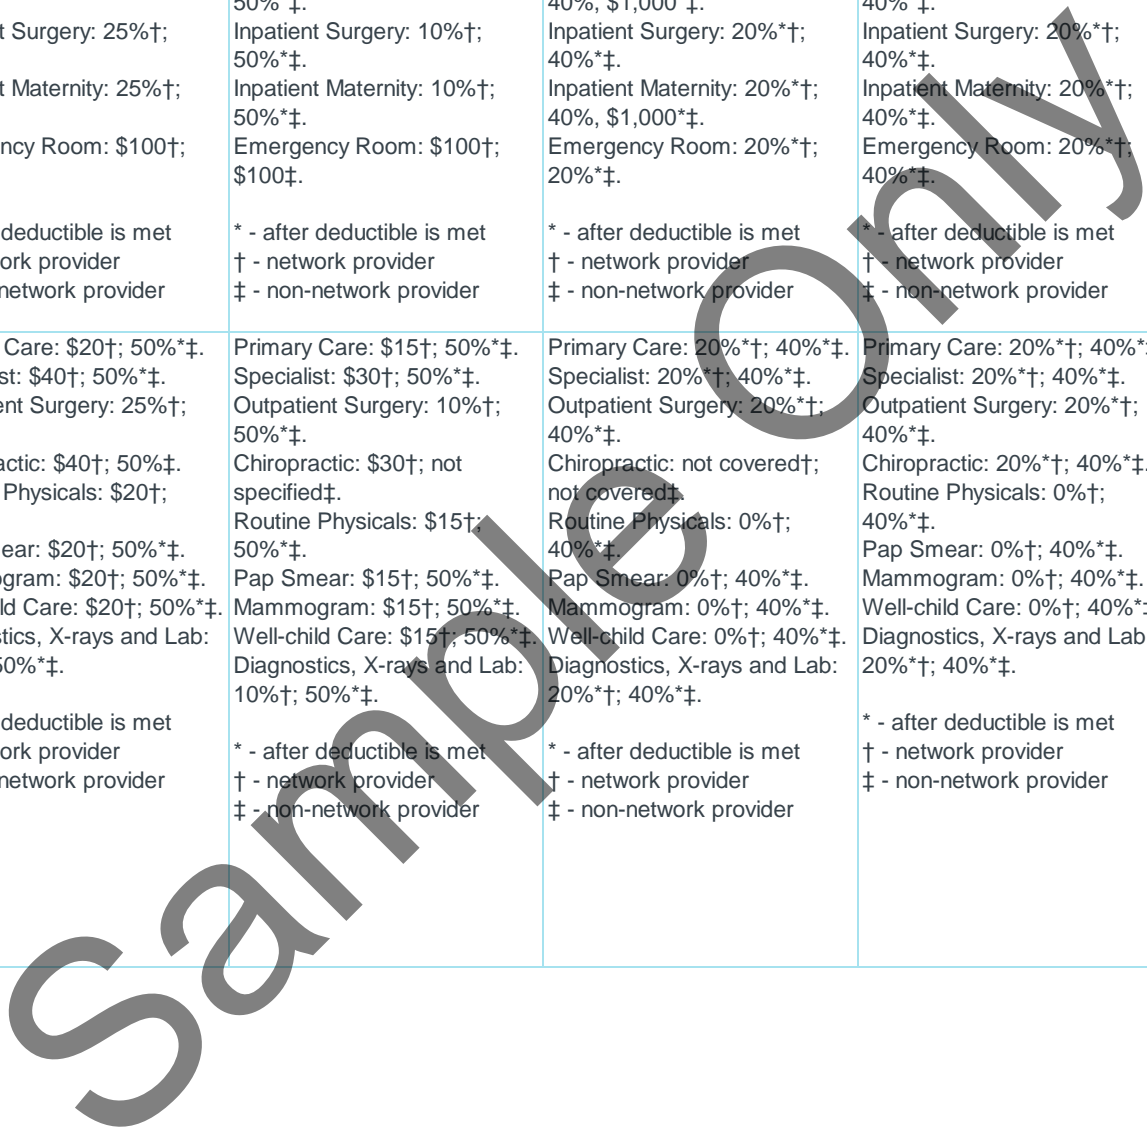 50%*‡.
t Surgery: 25%†;
t Maternity: 25%†;
ncy Room: $100†;
deductible is met
ork provider
network provider
Inpatient Surgery: 10%†;
50%*‡.
Inpatient Maternity: 10%†;
50%*‡.
Emergency Room: $100†;
$100‡.
* - after deductible is met
† - network provider
‡ - non-network provider
40%, $1,000*‡.
Inpatient Surgery: 20%*†;
40%*‡.
Inpatient Maternity: 20%*†;
40%, $1,000*‡.
Emergency Room: 20%*†;
20%*‡.
* - after deductible is met
† - network provider
‡ - non-network provider
40%*‡.
Inpatient Surgery: 20%*†;
40%*‡.
Inpatient Maternity: 20%*†;
40%*‡.
Emergency Room: 20%*†;
40%*‡.
* - after deductible is met
† - network provider
‡ - non-network provider
Care: $20†; 50%*‡.
st: $40†; 50%*‡.
ent Surgery: 25%†;
actic: $40†; 50%‡.
Physicals: $20†;
ear: $20†; 50%*‡.
ogram: $20†; 50%*‡.
ld Care: $20†; 50%*‡.
stics, X-rays and Lab:
50%*‡.
deductible is met
ork provider
network provider
Primary Care: $15†; 50%*‡.
Specialist: $30†; 50%*‡.
Outpatient Surgery: 10%†;
50%*‡.
Chiropractic: $30†; not
specified‡.
Routine Physicals: $15†;
50%*‡.
Pap Smear: $15†; 50%*‡.
Mammogram: $15†; 50%*‡.
Well-child Care: $15†; 50%*‡.
Diagnostics, X-rays and Lab:
10%†; 50%*‡.
* - after deductible is met
† - network provider
‡ - non-network provider
Primary Care: 20%*†; 40%*‡.
Specialist: 20%*†; 40%*‡.
Outpatient Surgery: 20%*†;
40%*‡.
Chiropractic: not covered†;
not covered‡.
Routine Physicals: 0%†;
40%*‡.
Pap Smear: 0%†; 40%*‡.
Mammogram: 0%†; 40%*‡.
Well-child Care: 0%†; 40%*‡.
Diagnostics, X-rays and Lab:
20%*†; 40%*‡.
* - after deductible is met
† - network provider
‡ - non-network provider
Primary Care: 20%*†; 40%*‡
Specialist: 20%*†; 40%*‡.
Outpatient Surgery: 20%*†;
40%*‡.
Chiropractic: 20%*†; 40%*‡.
Routine Physicals: 0%†;
40%*‡.
Pap Smear: 0%†; 40%*‡.
Mammogram: 0%†; 40%*‡.
Well-child Care: 0%†; 40%*‡
Diagnostics, X-rays and Lab
20%*†; 40%*‡.
* - after deductible is met
† - network provider
‡ - non-network provider
Sample Only